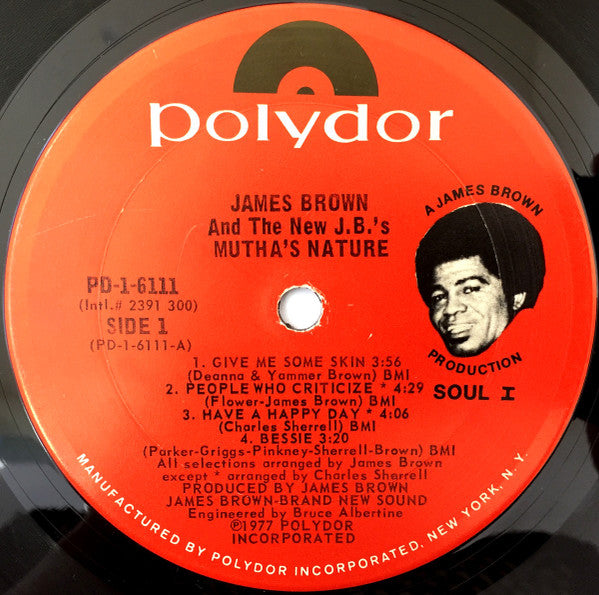 polydor
JAMES BROWN
And The New J.B.'s
MUTHA'S NATURE
A JAMES BROWN
PRODUCTION
SOUL I
PD-1-6111
(Intl.# 2391 300)
SIDE 1
(PD-1-6111-A)
1. GIVE ME SOME SKIN 3:56
(Deanna & Yammer Brown) BMI
2. PEOPLE WHO CRITICIZE * 4:29
(Flower-James Brown) BMI
3. HAVE A HAPPY DAY * 4:06
(Charles Sherrell) BMI
4. BESSIE 3:20
(Parker-Griggs-Pinkney-Sherrell-Brown) BMI
All selections arranged by James Brown
except * arranged by Charles Sherrell
PRODUCED BY JAMES BROWN
JAMES BROWN-BRAND NEW SOUND
Engineered by Bruce Albertine
℗1977 POLYDOR
INCORPORATED
MANUFACTURED BY POLYDOR INCORPORATED, NEW YORK, N.Y.